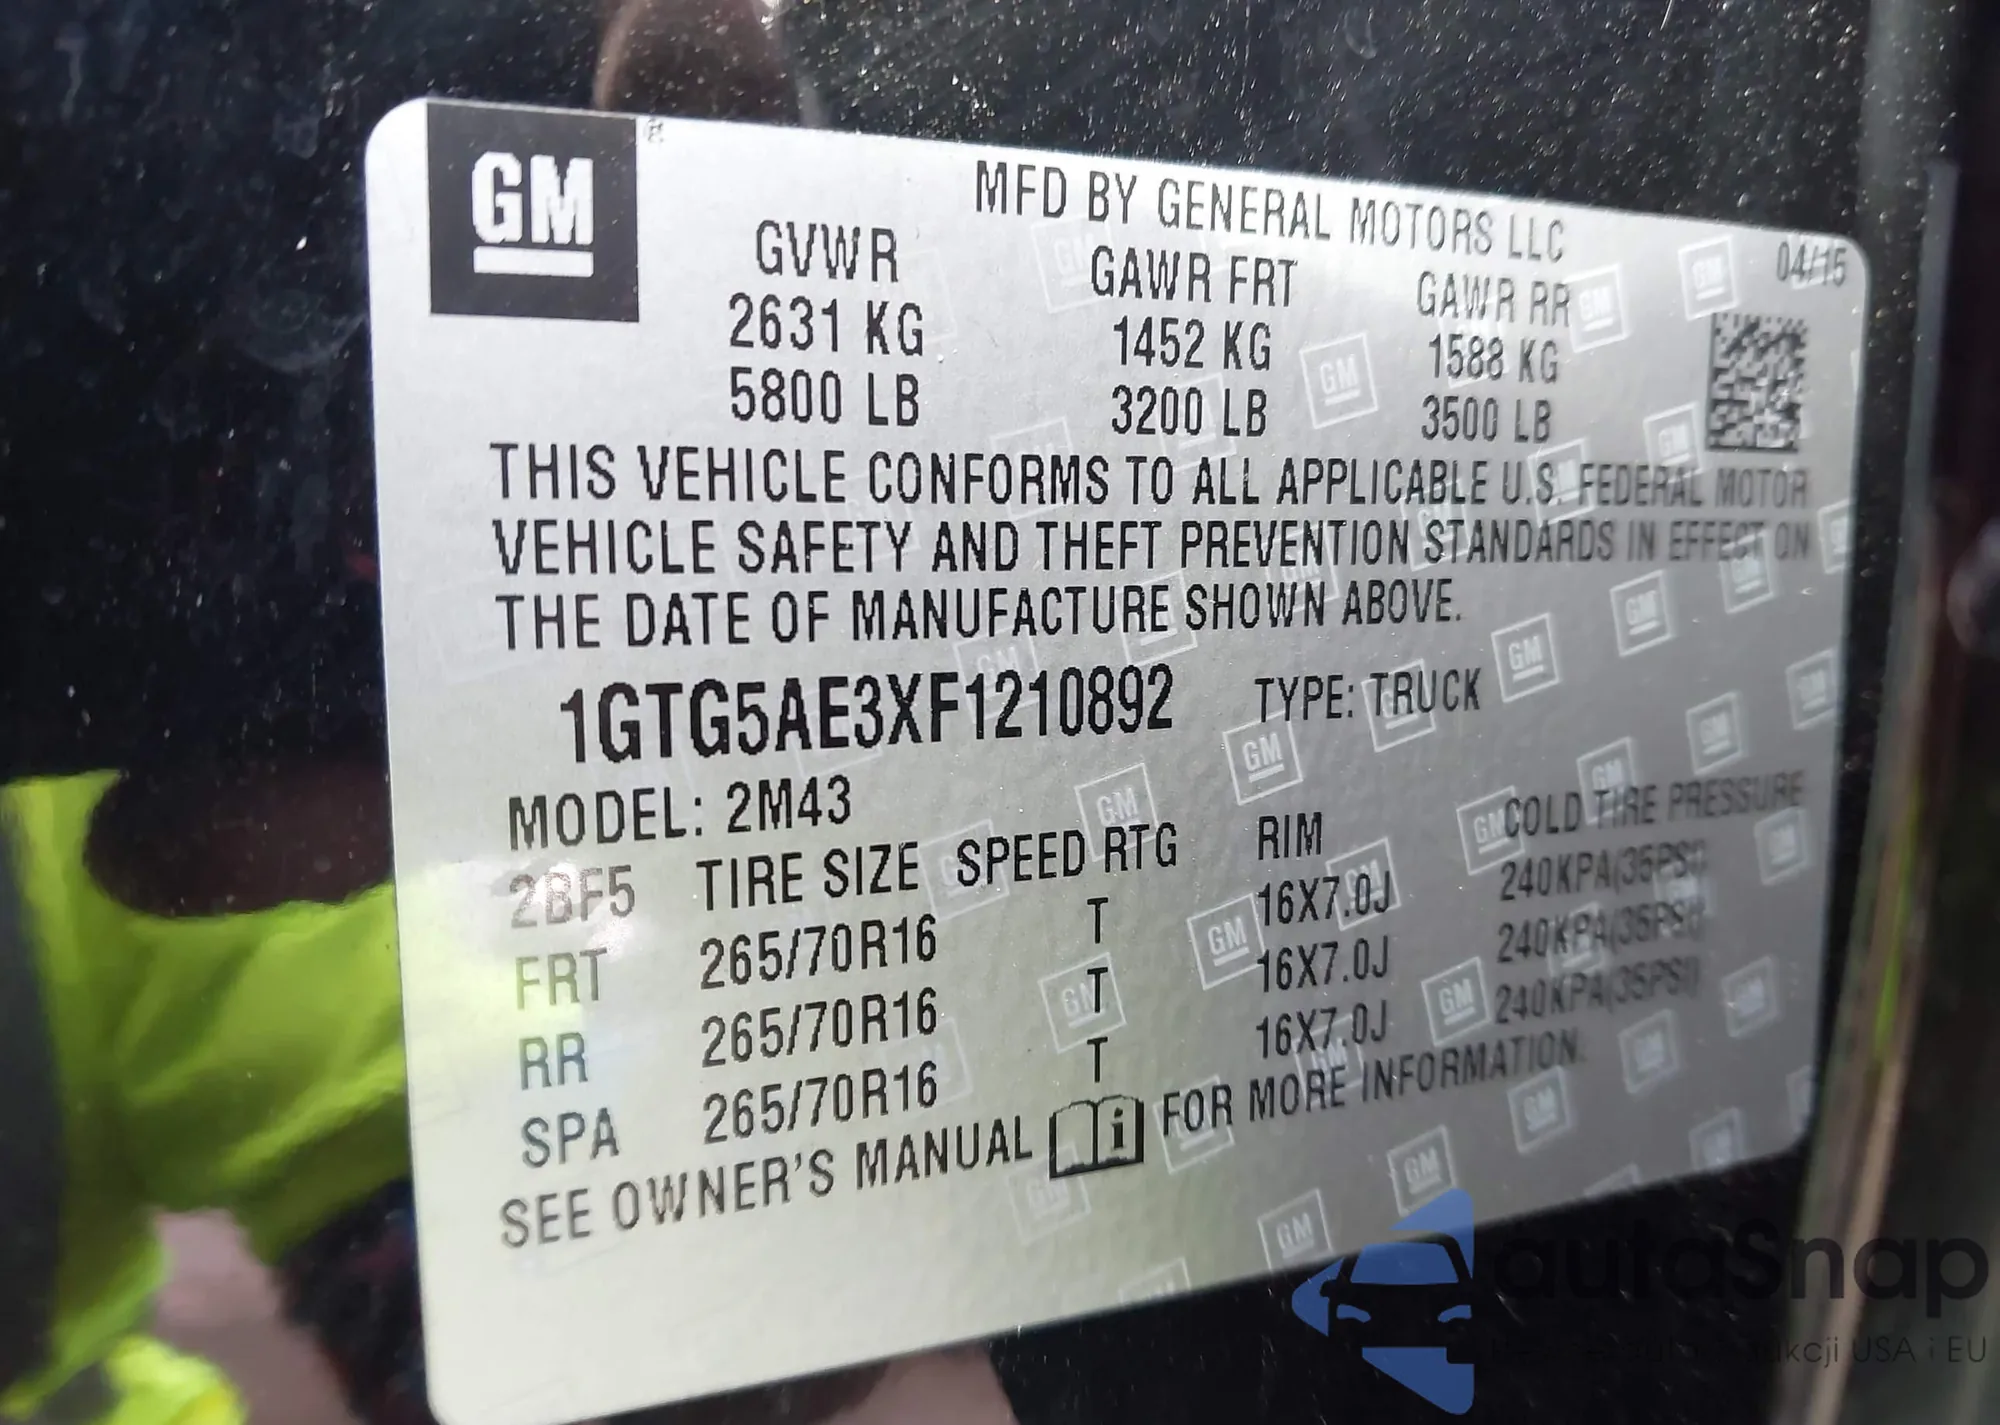 GM
MFD BY GENERAL MOTORS LLC
04/15
GVWR GAWR FRT GAWR RR
2631 KG 1452 KG 1588 KG
5800 LB 3200 LB 3500 LB
THIS VEHICLE CONFORMS TO ALL APPLICABLE U.S. FEDERAL MOTOR
VEHICLE SAFETY AND THEFT PREVENTION STANDARDS IN EFFECT ON
THE DATE OF MANUFACTURE SHOWN ABOVE.
1GTG5AE3XF1210892 TYPE: TRUCK
MODEL: 2M43
2BF5 TIRE SIZE SPEED RTG RIM COLD TIRE PRESSURE
FRT 265/70R16 T 16X7.0J 240KPA(35PSI)
RR 265/70R16 T 16X7.0J 240KPA(35PSI)
SPA 265/70R16 T 16X7.0J 240KPA(35PSI)
SEE OWNER'S MANUAL i FOR MORE INFORMATION.
autaSnap
USA i EU